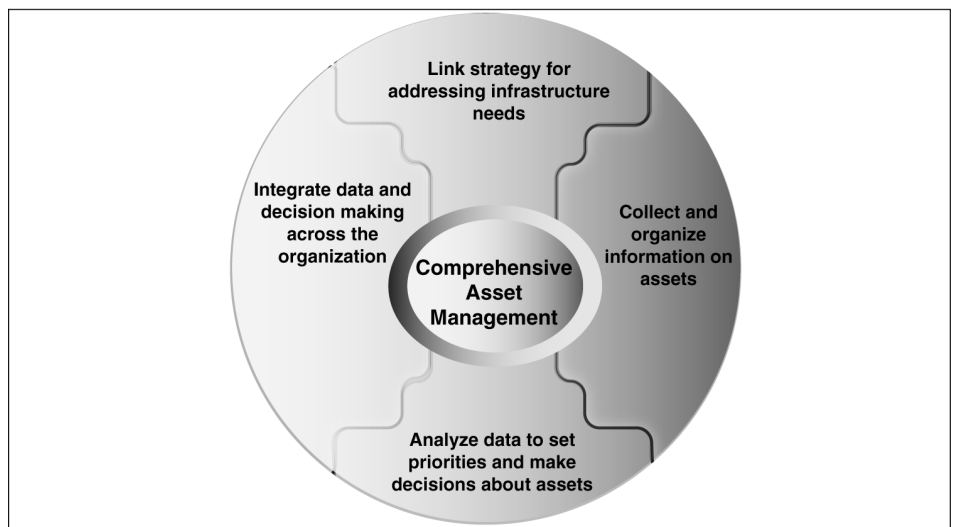 Link strategy for
addressing infrastructure
needs
Integrate data and
decision making
across the
organization
Collect and
organize
information on
assets
Comprehensive
Asset
Management
Analyze data to set
priorities and make
decisions about assets